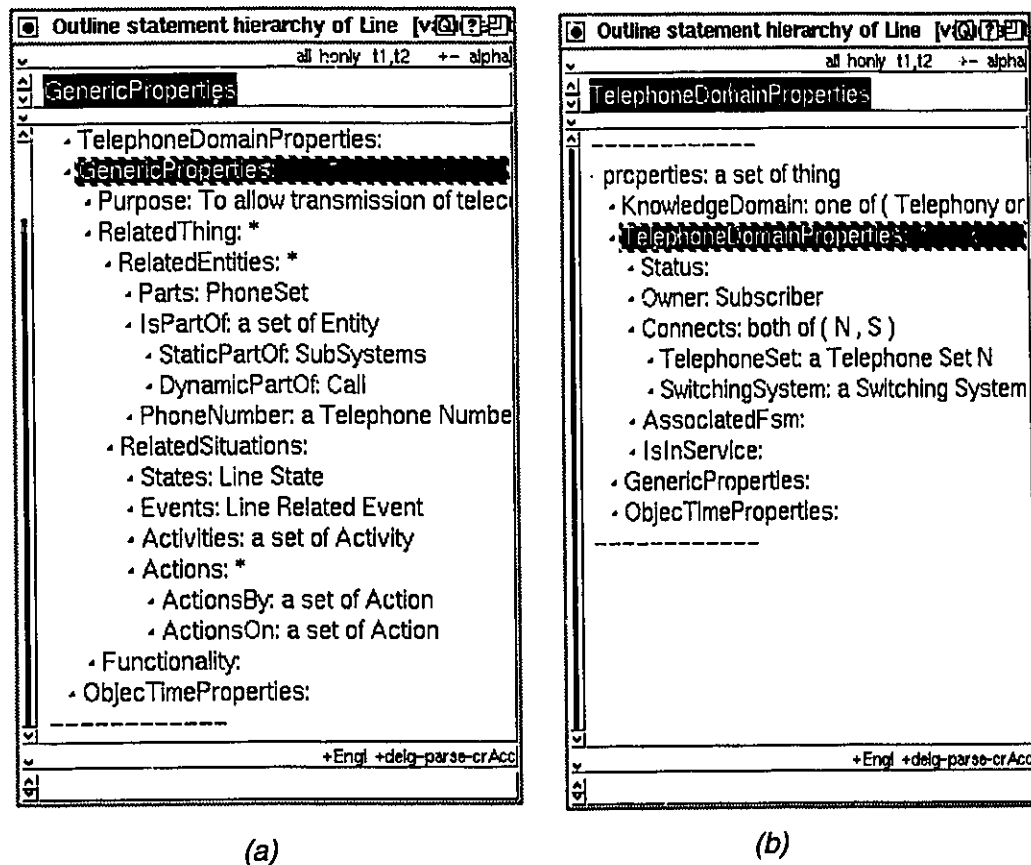 Outline statement hierarchy of Line [v
all honly t1,t2 +- alpha
GenericProperties
TelephoneDomainProperties:
GenericProperties:
Purpose: To allow transmission of telec
RelatedThing: *
RelatedEntities: *
Parts: PhoneSet
IsPartOf: a set of Entity
StaticPartOf: SubSystems
DynamicPartOf: Call
PhoneNumber: a Telephone Numbe
RelatedSituations:
States: Line State
Events: Line Related Event
Activities: a set of Activity
Actions: *
ActionsBy: a set of Action
ActionsOn: a set of Action
Functionality:
ObjecTimeProperties:
------------
+Engl +delg-parse-crAcc
(a)
Outline statement hierarchy of Line [v
all honly t1,t2 +- alpha
TelephoneDomainProperties
------------
properties: a set of thing
KnowledgeDomain: one of ( Telephony or
TelephoneDomainProperties:
Status:
Owner: Subscriber
Connects: both of ( N , S )
TelephoneSet: a Telephone Set N
SwitchingSystem: a Switching System
AssociatedFsm:
IsInService:
GenericProperties:
ObjecTimeProperties:
------------
+Engl +delg-parse-crAcc
(b)